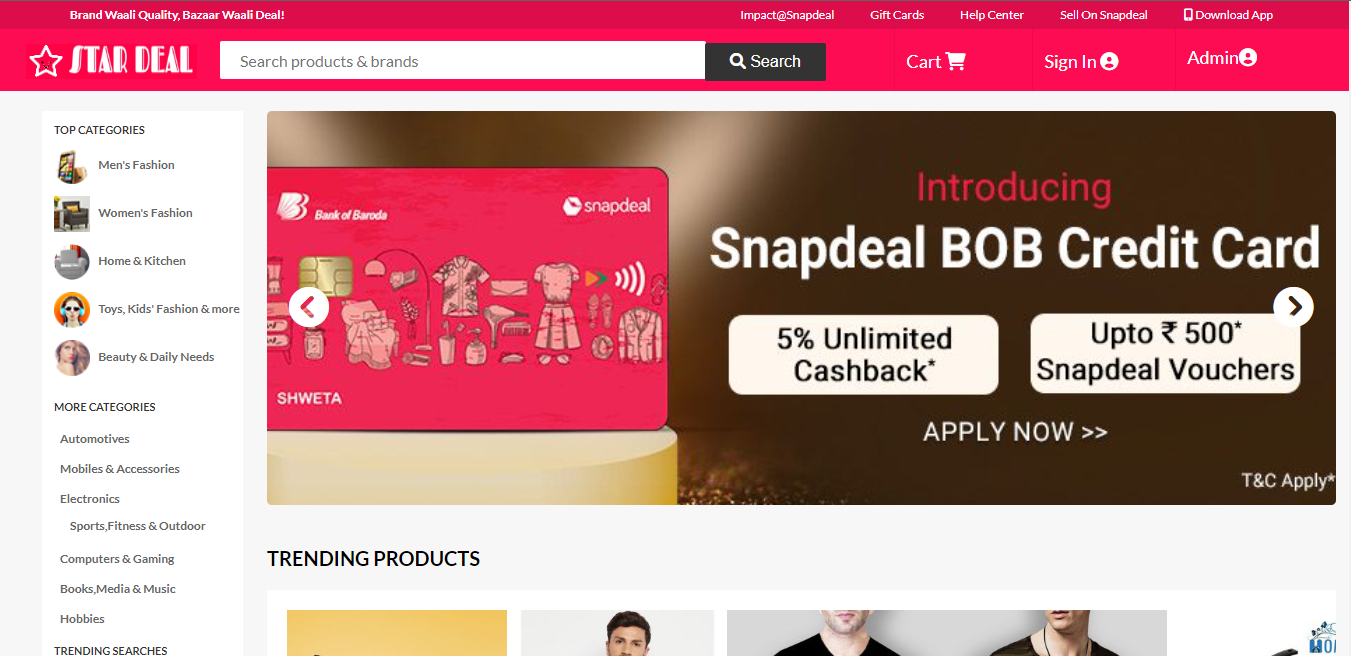 Brand Waali Quality, Bazaar Waali Deal!
Impact@Snapdeal
Gift Cards
Help Center
Sell On Snapdeal
Download App
STAR DEAL
Search products & brands
Search
Cart
Sign In
Admin
TOP CATEGORIES
Men's Fashion
Women's Fashion
Home & Kitchen
Toys, Kids' Fashion & more
Beauty & Daily Needs
MORE CATEGORIES
Automotives
Mobiles & Accessories
Electronics
Sports,Fitness & Outdoor
Computers & Gaming
Books,Media & Music
Hobbies
TRENDING SEARCHES
Bank of Baroda
snapdeal
SHWETA
Introducing
Snapdeal BOB Credit Card
5% Unlimited
Cashback*
Upto ₹ 500*
Snapdeal Vouchers
APPLY NOW >>
T&C Apply*
TRENDING PRODUCTS